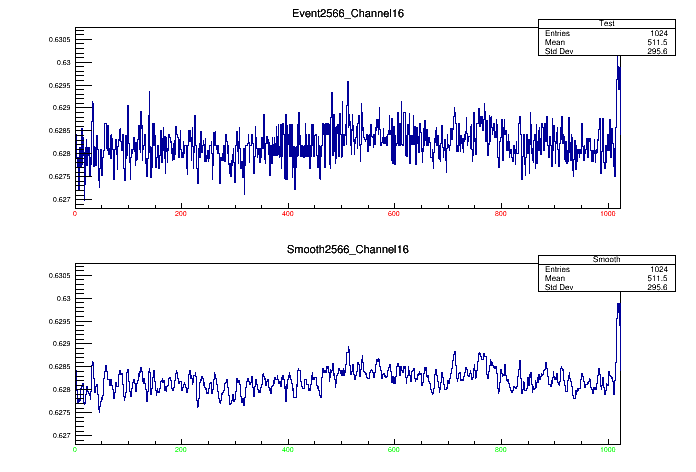 Event2566_Channel16
Test
Entries 1024
Mean 511.5
Std Dev 295.6
0.6305
0.63
0.6295
0.629
0.6285
0.628
0.6275
0.627
0 200 400 600 800 1000
Smooth2566_Channel16
Smooth
Entries 1024
Mean 511.5
Std Dev 295.6
0.6305
0.63
0.6295
0.629
0.6285
0.628
0.6275
0.627
0 200 400 600 800 1000